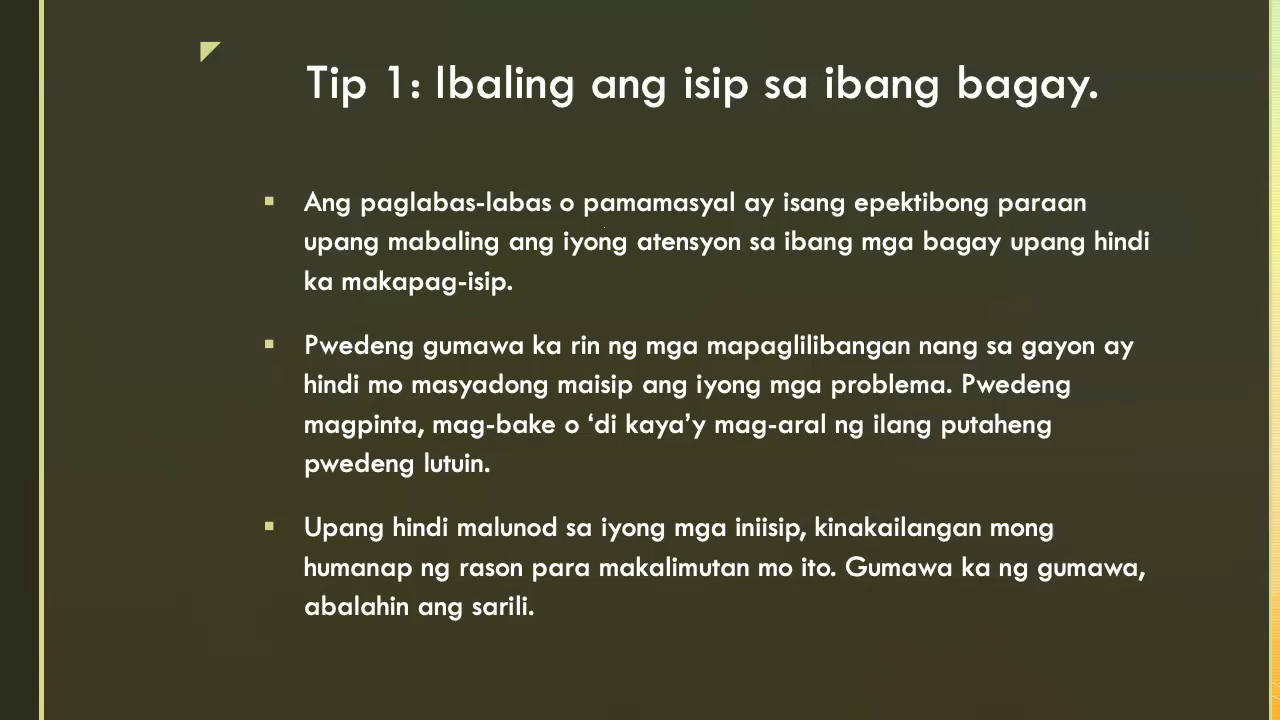 Tip 1: Ibaling ang isip sa ibang bagay.
Ang paglabas-labas o pamamasyal ay isang epektibong paraan
upang mabaling ang iyong atensyon sa ibang mga bagay upang hindi
ka makapag-isip.
Pwedeng gumawa ka rin ng mga mapaglilibangan nang sa gayon ay
hindi mo masyadong maisip ang iyong mga problema. Pwedeng
magpinta, mag-bake o ‘di kaya’y mag-aral ng ilang putaheng
pwedeng lutuin.
Upang hindi malunod sa iyong mga iniisip, kinakailangan mong
humanap ng rason para makalimutan mo ito. Gumawa ka ng gumawa,
abalahin ang sarili.